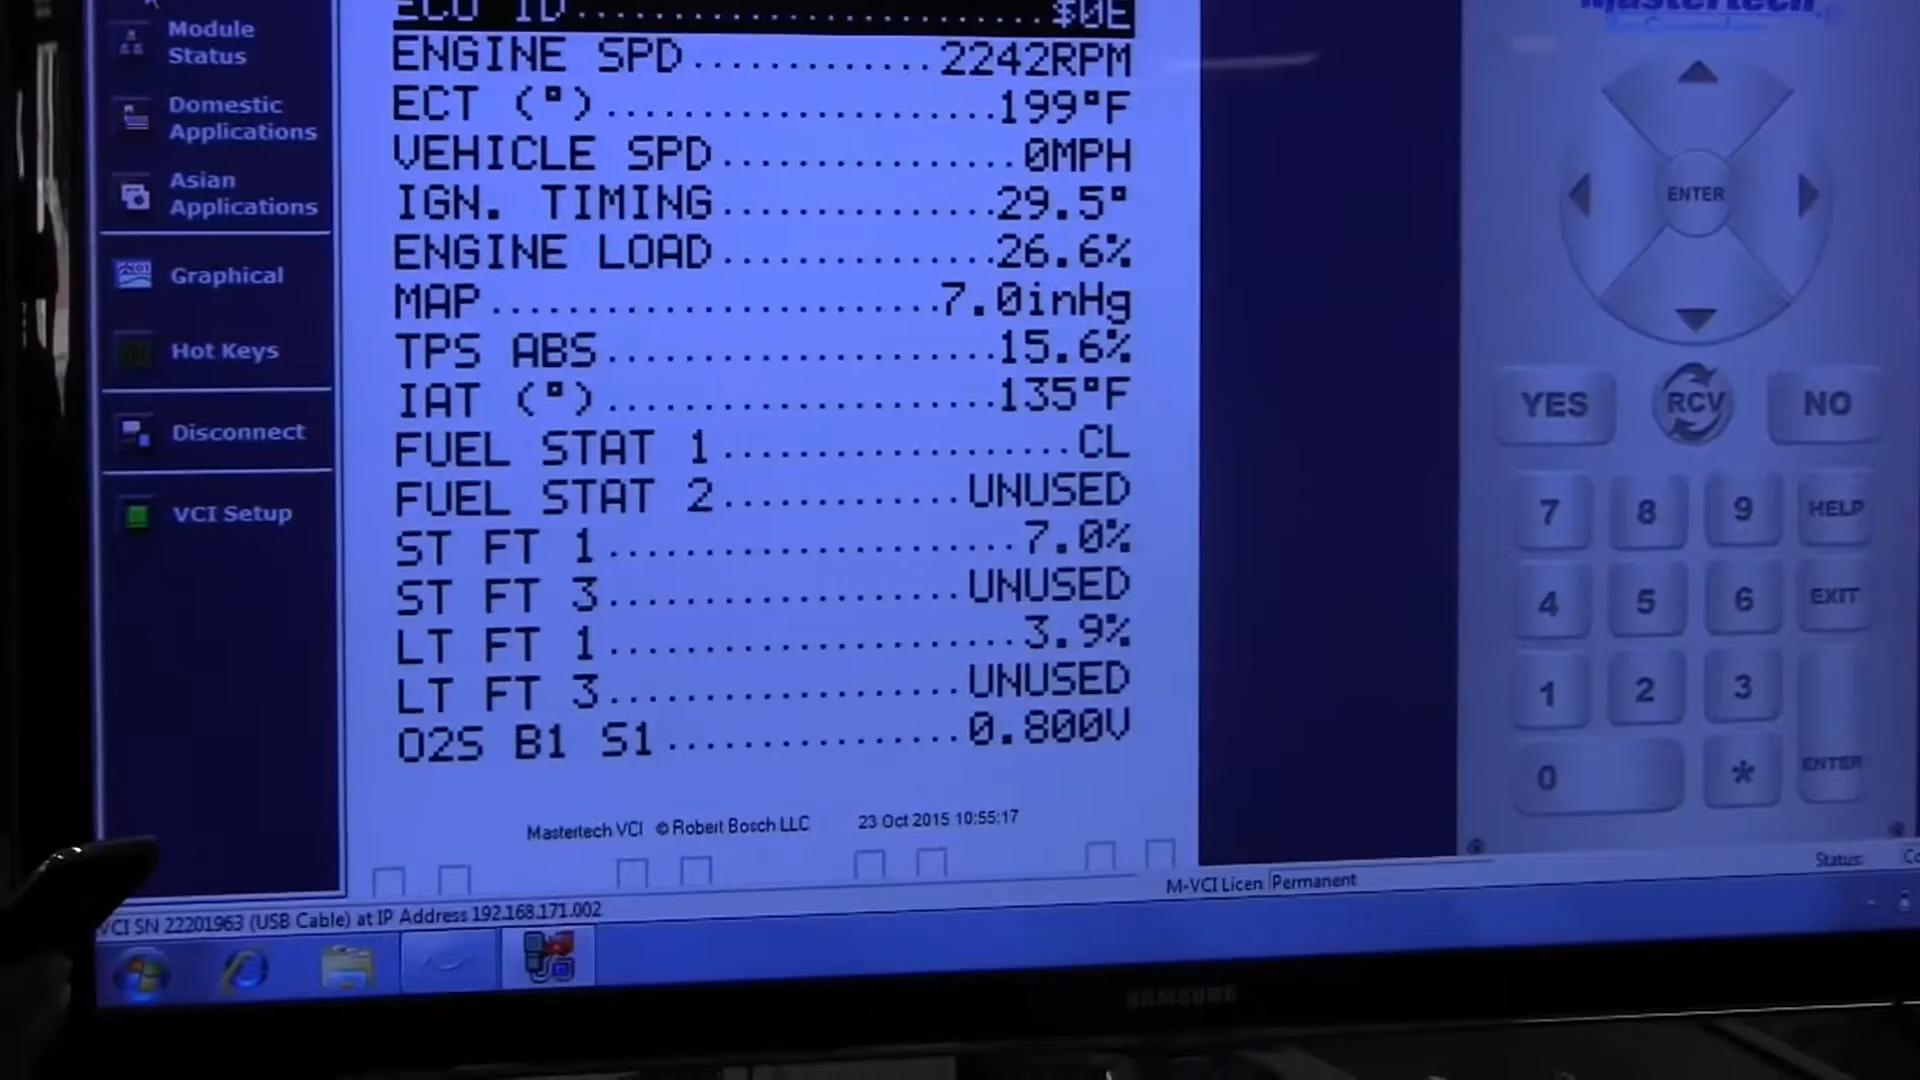 Mastertech
Module
Status
Domestic
Applications
Asian
Applications
Graphical
Hot Keys
Disconnect
VCI Setup
ECU ID..............................$0E
ENGINE SPD.............2242RPM
ECT (°).....................199°F
VEHICLE SPD................0MPH
IGN. TIMING...............29.5°
ENGINE LOAD...............26.6%
MAP........................7.0inHg
TPS ABS.....................15.6%
IAT (°).....................135°F
FUEL STAT 1...................CL
FUEL STAT 2.............UNUSED
ST FT 1......................7.0%
ST FT 3...................UNUSED
LT FT 1......................3.9%
LT FT 3...................UNUSED
O2S B1 S1................0.800V
Mastertech VCI © Robert Bosch LLC 23 Oct 2015 10:55:17
ENTER
YES RCV NO
7 8 9 HELP
4 5 6 EXIT
1 2 3
0 * ENTER
Status:
M-VCI Licen Permanent
VCI SN 22201963 (USB Cable) at IP Address 192.168.171.002
SAMSUNG